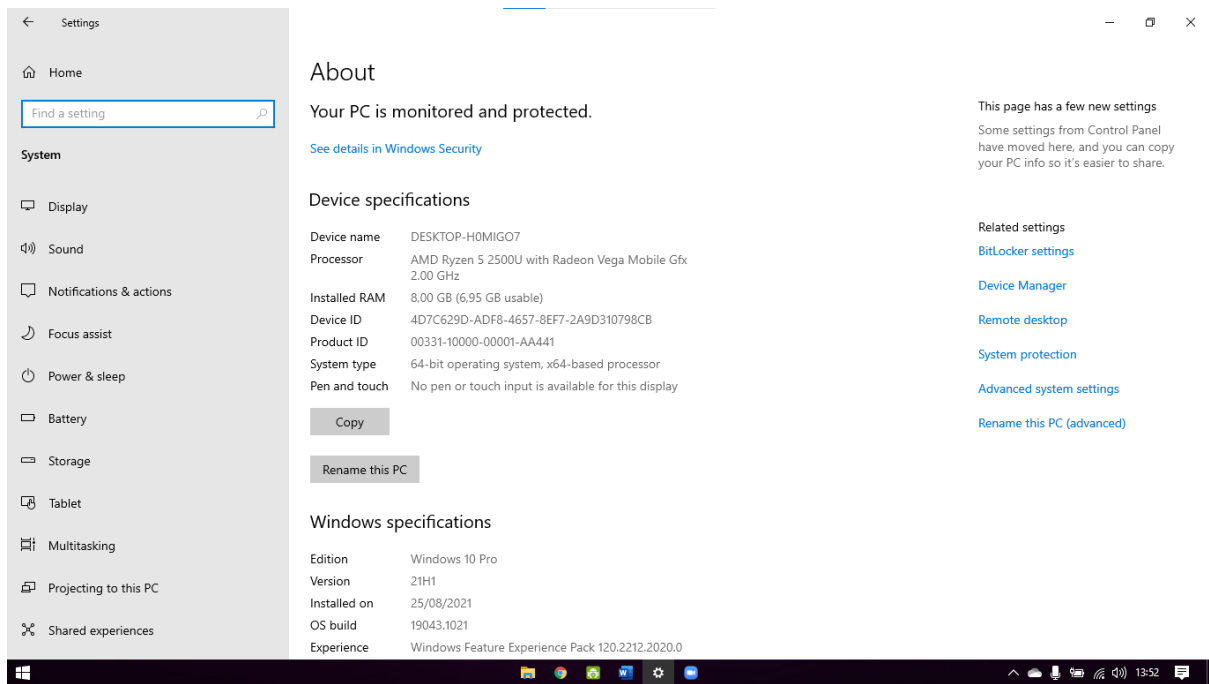 Settings
Home
Find a setting
System
Display
Sound
Notifications & actions
Focus assist
Power & sleep
Battery
Storage
Tablet
Multitasking
Projecting to this PC
Shared experiences
About
Your PC is monitored and protected.
See details in Windows Security
Device specifications
Device name DESKTOP-H0MIGO7
Processor AMD Ryzen 5 2500U with Radeon Vega Mobile Gfx
2.00 GHz
Installed RAM 8,00 GB (6,95 GB usable)
Device ID 4D7C629D-ADF8-4657-8EF7-2A9D310798CB
Product ID 00331-10000-00001-AA441
System type 64-bit operating system, x64-based processor
Pen and touch No pen or touch input is available for this display
Copy
Rename this PC
Windows specifications
Edition Windows 10 Pro
Version 21H1
Installed on 25/08/2021
OS build 19043.1021
Experience Windows Feature Experience Pack 120.2212.2020.0
This page has a few new settings
Some settings from Control Panel
have moved here, and you can copy
your PC info so it's easier to share.
Related settings
BitLocker settings
Device Manager
Remote desktop
System protection
Advanced system settings
Rename this PC (advanced)
13:52